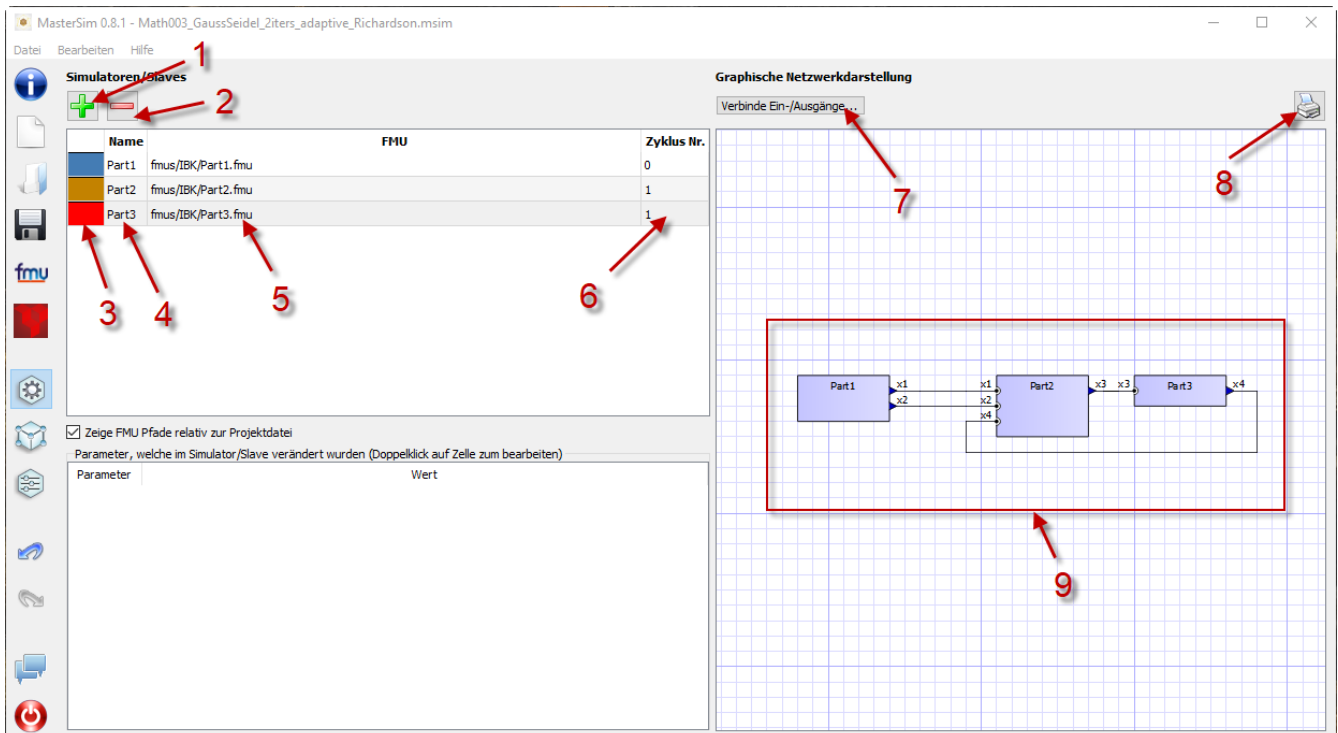 MasterSim 0.8.1 - Math003_GaussSeidel_2iters_adaptive_Richardson.msim
Datei Bearbeiten Hilfe
1
Simulatoren/Slaves
Graphische Netzwerkdarstellung
2
Verbinde Ein-/Ausgänge...
Name FMU Zyklus Nr.
Part1 fmus/IBK/Part1.fmu 0
Part2 fmus/IBK/Part2.fmu 1
Part3 fmus/IBK/Part3.fmu 1
7
8
fmu
3
4
5
6
Part1 x1 x1 Part2 x3 x3 Part3 x4
x2 x2
x4
Zeige FMU Pfade relativ zur Projektdatei
Parameter, welche im Simulator/Slave verändert wurden (Doppelklick auf Zelle zum bearbeiten)
Parameter Wert
9